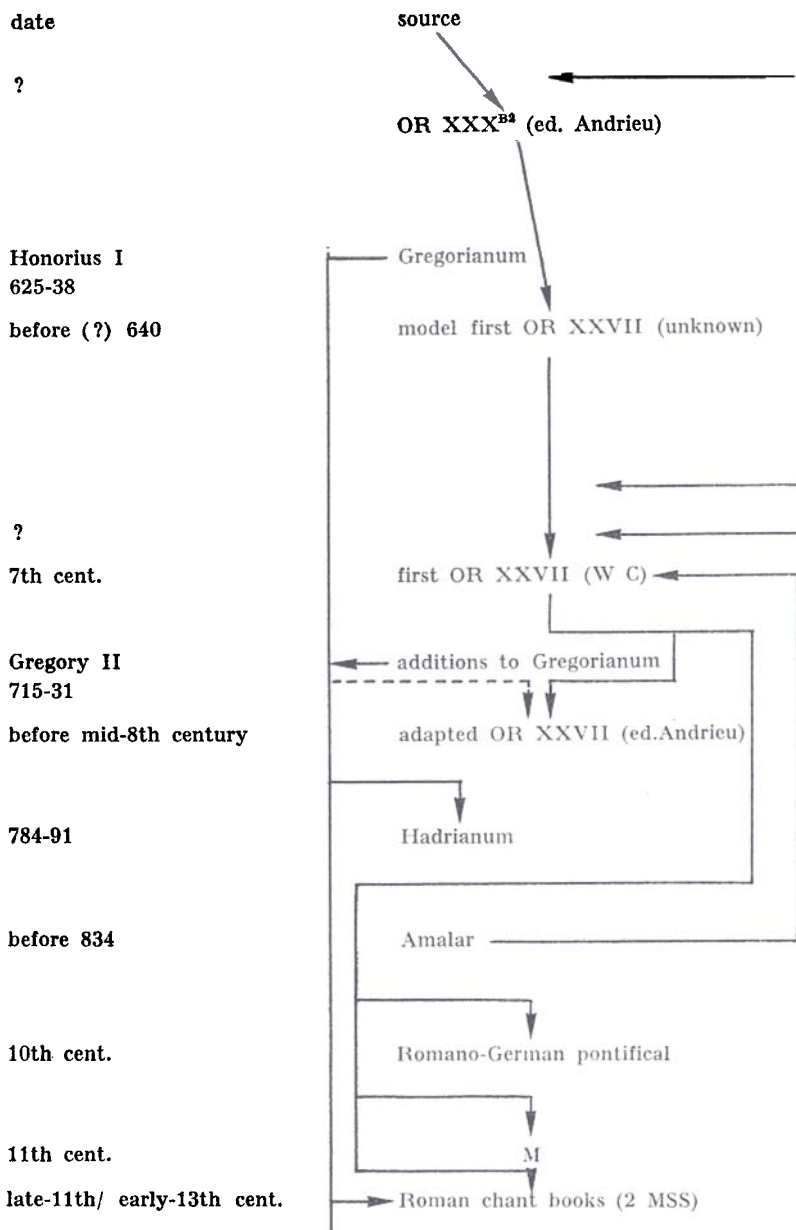 date source
?
OR XXX^B2 (ed. Andrieu)
Honorius I Gregorianum
625-38
before (?) 640 model first OR XXVII (unknown)
?
7th cent. first OR XXVII (W C)
Gregory II additions to Gregorianum
715-31
before mid-8th century adapted OR XXVII (ed.Andrieu)
784-91 Hadrianum
before 834 Amalar
10th cent. Romano-German pontifical
11th cent. M
late-11th/ early-13th cent. Roman chant books (2 MSS)